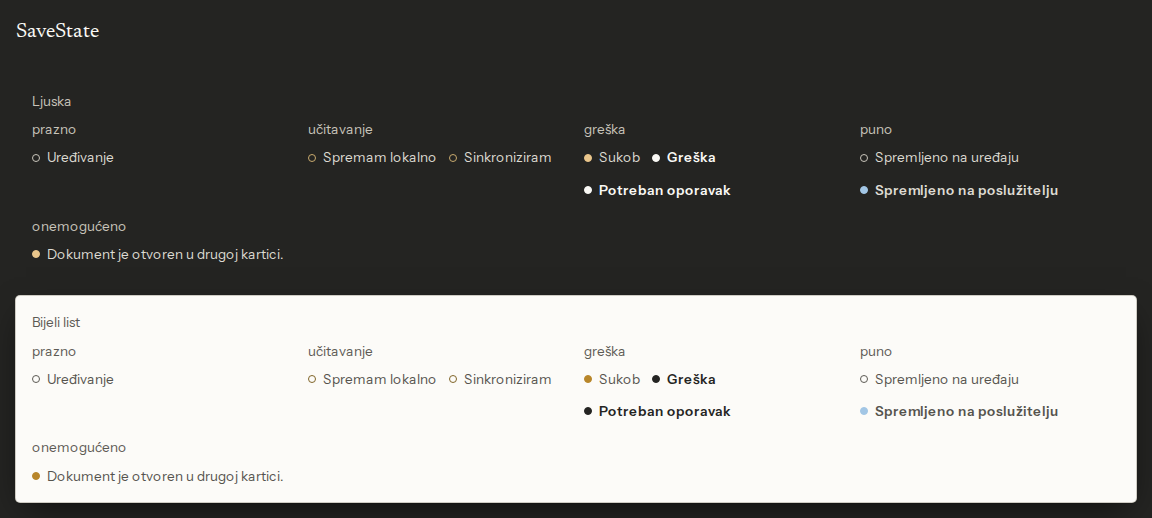 SaveState
Ljuska
prazno učitavanje greška puno
Uređivanje Spremam lokalno Sinkroniziram Sukob Greška Spremljeno na uređaju
Potreban oporavak Spremljeno na poslužitelju
onemogućeno
Dokument je otvoren u drugoj kartici.
Bijeli list
prazno učitavanje greška puno
Uređivanje Spremam lokalno Sinkroniziram Sukob Greška Spremljeno na uređaju
Potreban oporavak Spremljeno na poslužitelju
onemogućeno
Dokument je otvoren u drugoj kartici.